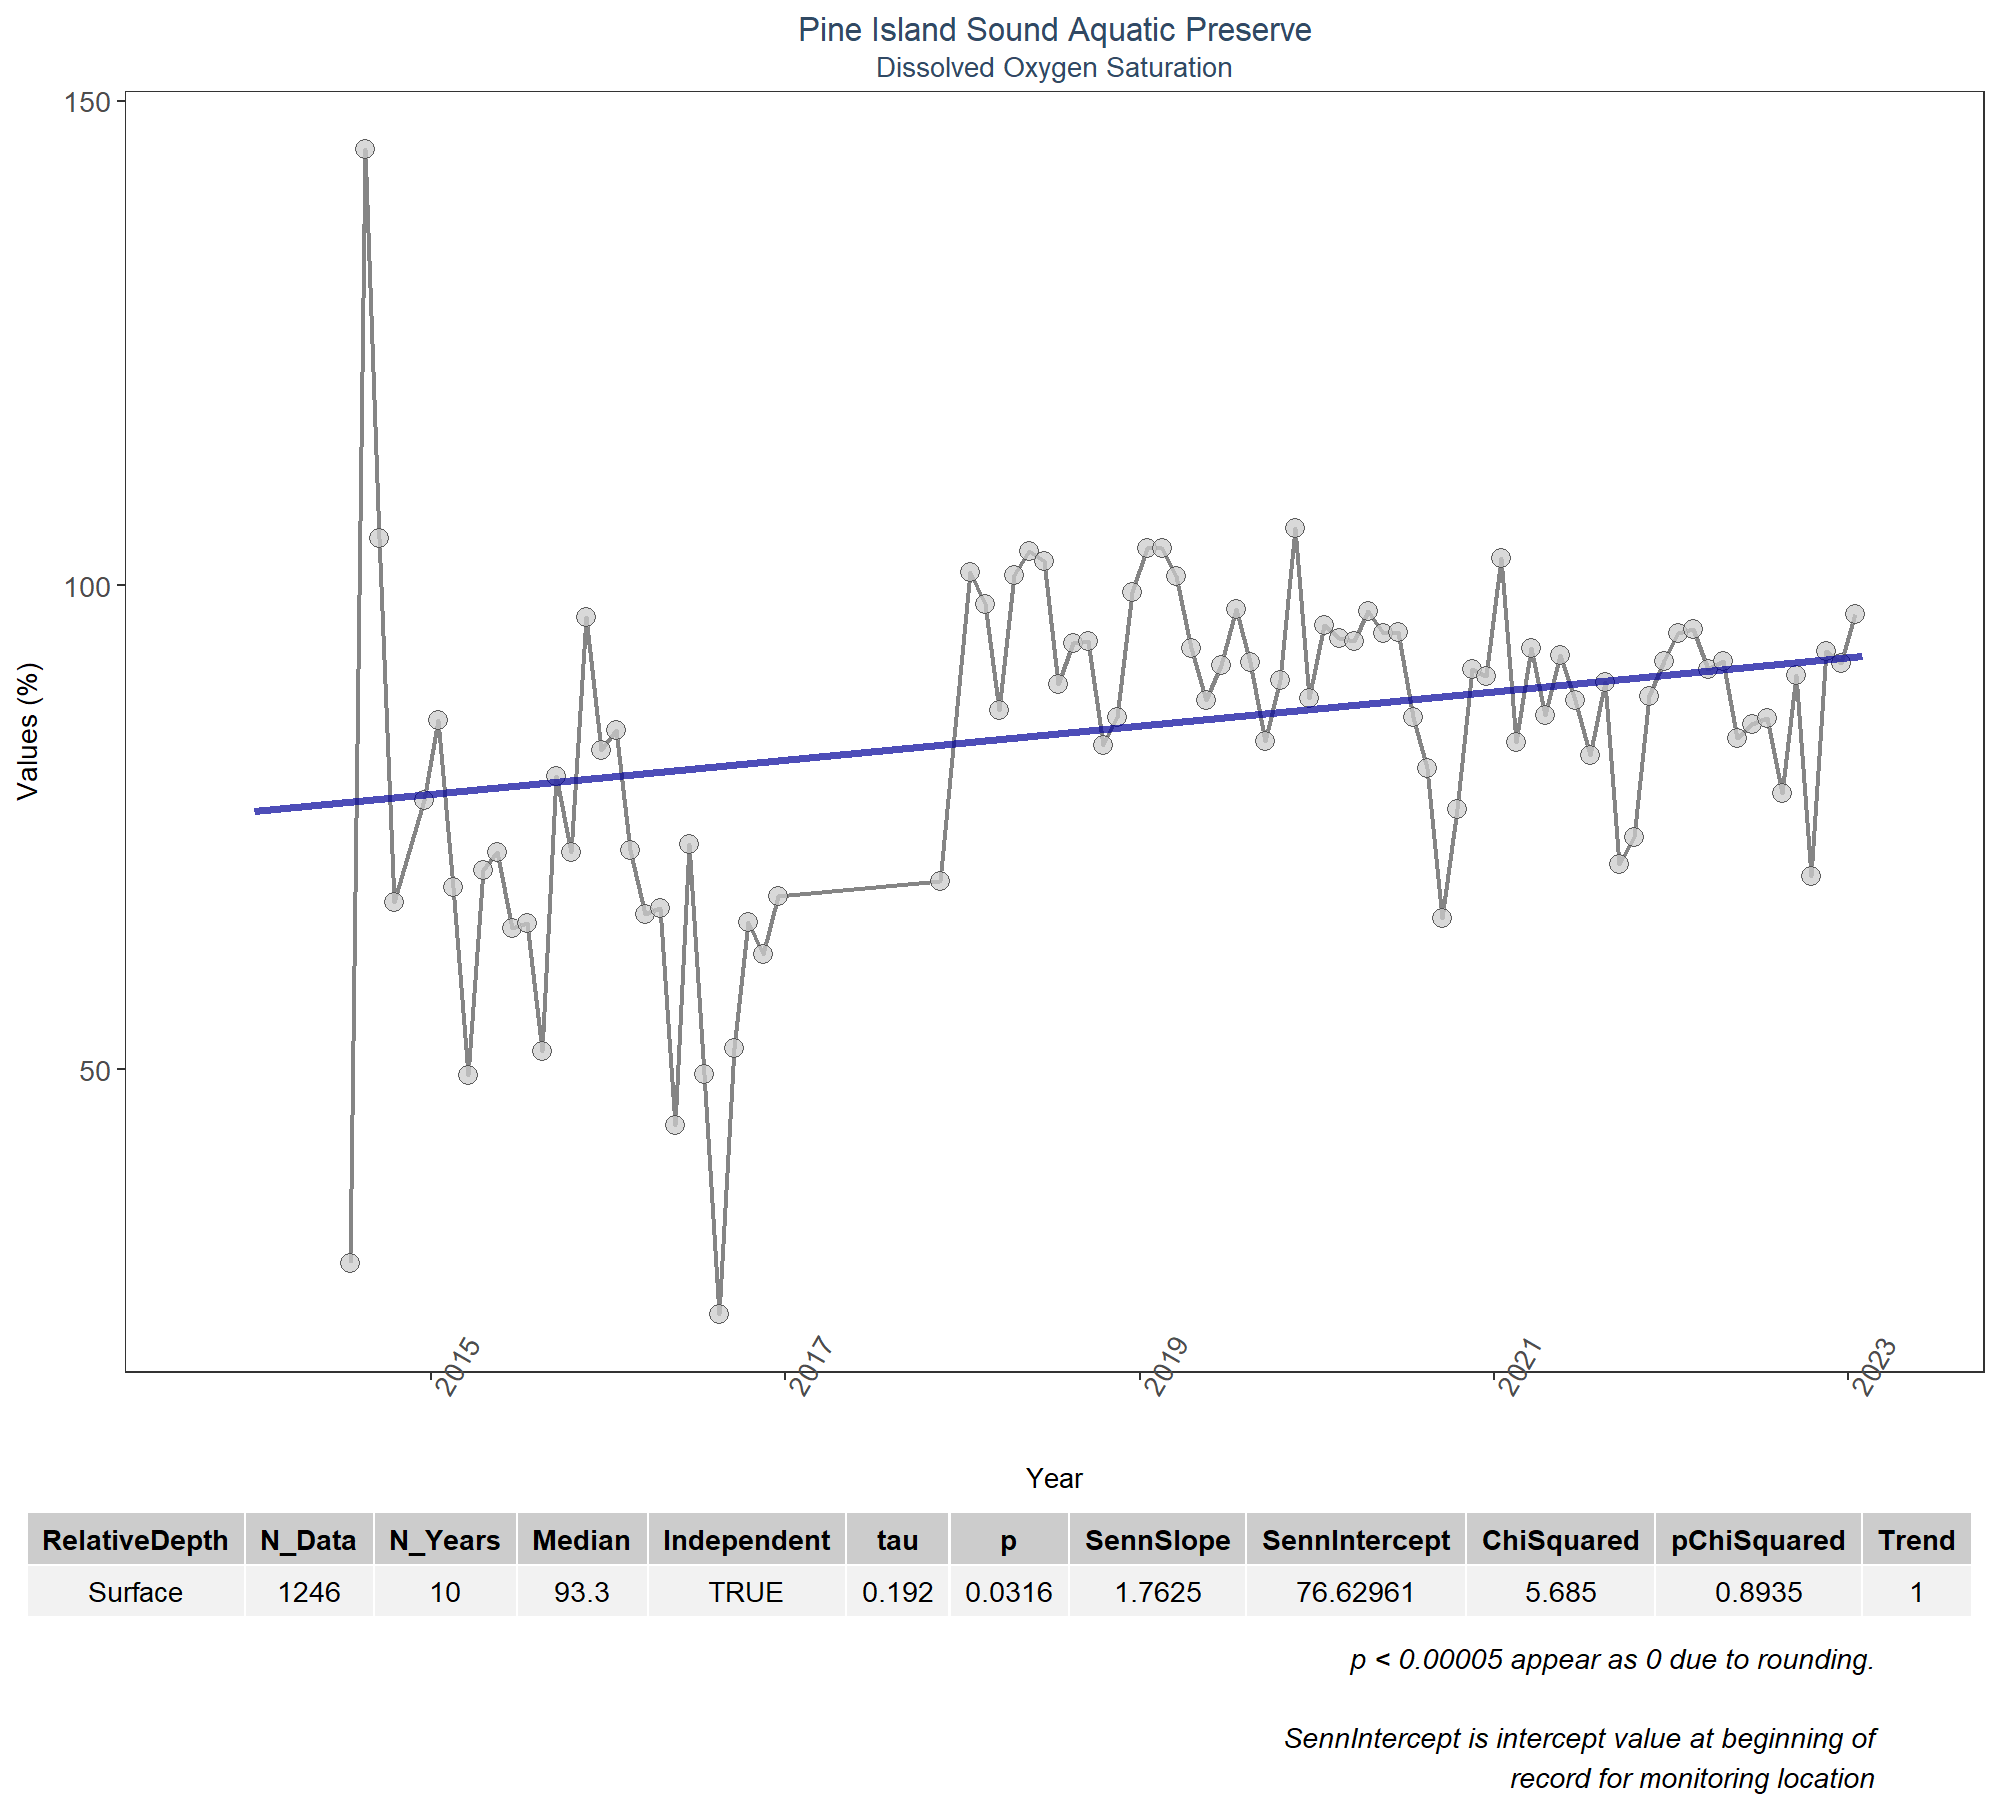 Pine Island Sound Aquatic Preserve
Dissolved Oxygen Saturation
150
100
50
Values (%)
2015 2017 2019 2021 2023
Year
RelativeDepth N_Data N_Years Median Independent tau p SennSlope SennIntercept ChiSquared pChiSquared Trend
Surface 1246 10 93.3 TRUE 0.192 0.0316 1.7625 76.62961 5.685 0.8935 1
p < 0.00005 appear as 0 due to rounding.
SennIntercept is intercept value at beginning of
record for monitoring location